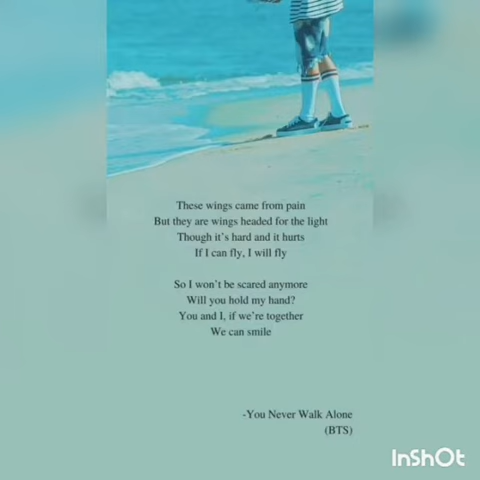 These wings came from pain
But they are wings headed for the light
Though it's hard and it hurts
If I can fly, I will fly
So I won't be scared anymore
Will you hold my hand?
You and I, if we're together
We can smile
-You Never Walk Alone
(BTS)
InShOt